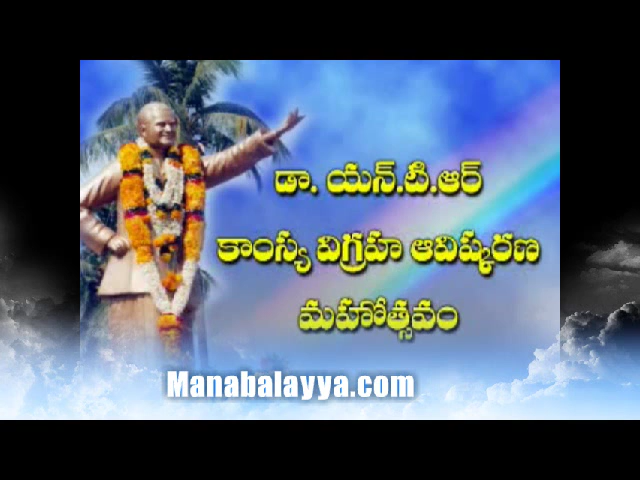 డా. యన్.టి.ఆర్
కాంస్య విగ్రహ ఆవిష్కరణ
మహోత్సవం
Manabalayya.com